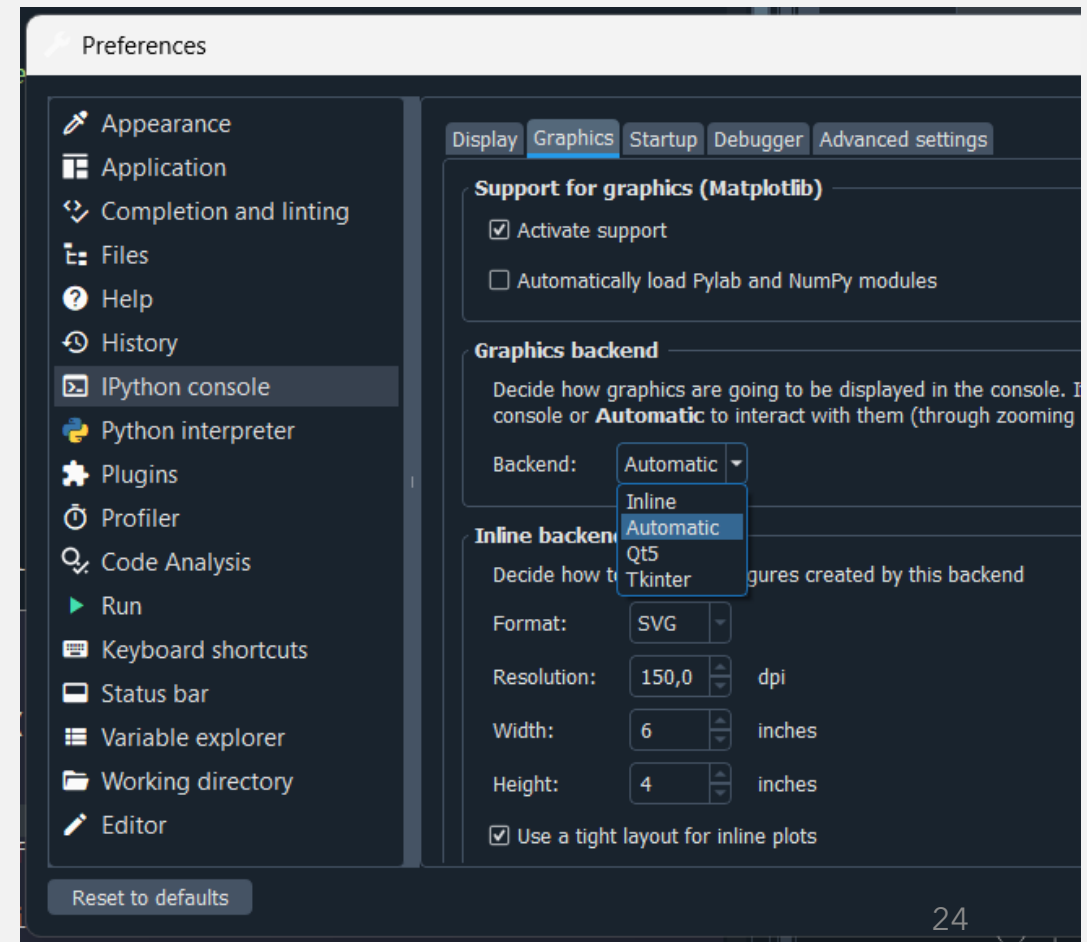 Preferences
Appearance
Application
Completion and linting
Files
Help
History
IPython console
Python interpreter
Plugins
Profiler
Code Analysis
Run
Keyboard shortcuts
Status bar
Variable explorer
Working directory
Editor
Reset to defaults
Display Graphics Startup Debugger Advanced settings
Support for graphics (Matplotlib)
Activate support
Automatically load Pylab and NumPy modules
Graphics backend
Decide how graphics are going to be displayed in the console.
console or Automatic to interact with them (through zooming
Backend: Automatic
Inline
Automatic
Qt5
Tkinter
Inline
Decide how gures created by this backend
Format: SVG
Resolution: 150,0 dpi
Width: 6 inches
Height: 4 inches
Use a tight layout for inline plots
24